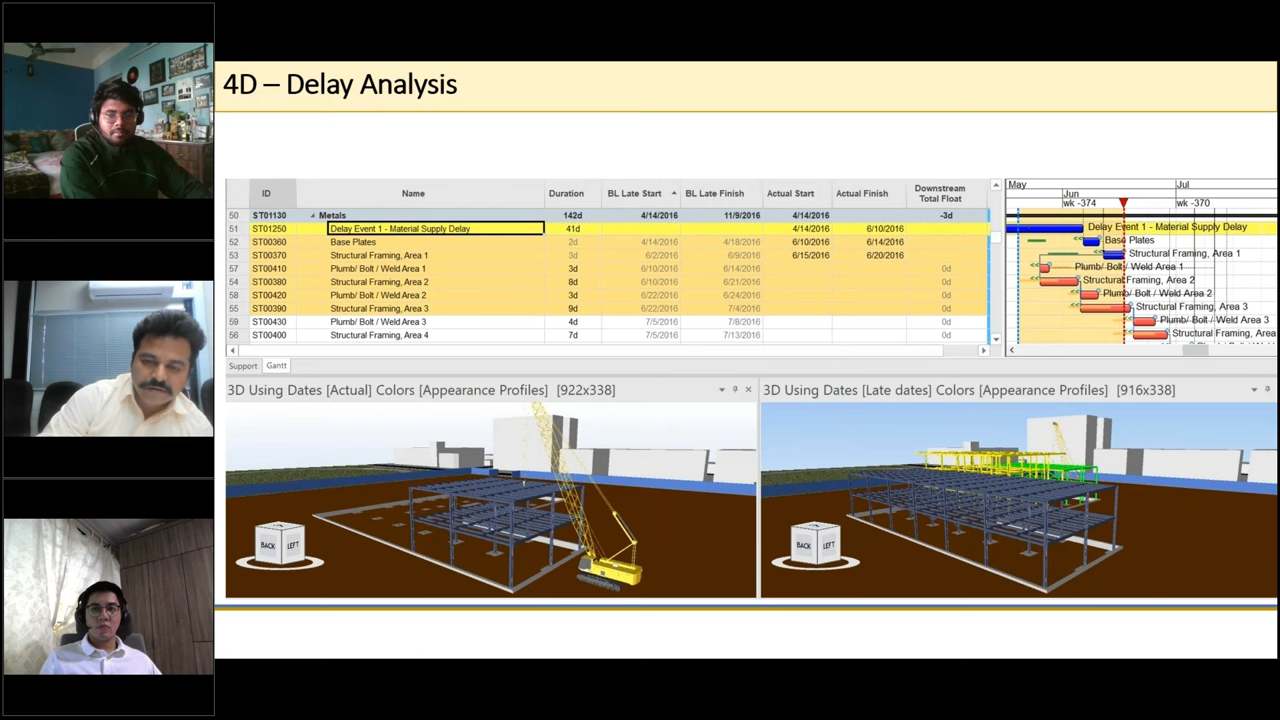 4D – Delay Analysis
ID Name Duration BL Late Start BL Late Finish Actual Start Actual Finish Downstream Total Float
50 ST01130 Metals 142d 4/14/2016 11/9/2016 4/14/2016 -3d
51 ST01250 Delay Event 1 - Material Supply Delay 41d 4/14/2016 6/10/2016
52 ST00360 Base Plates 2d 4/14/2016 4/18/2016 6/10/2016 6/14/2016
53 ST00370 Structural Framing, Area 1 3d 6/2/2016 6/9/2016 6/15/2016 6/20/2016
57 ST00410 Plumb/ Bolt / Weld Area 1 3d 6/10/2016 6/14/2016 0d
54 ST00380 Structural Framing, Area 2 8d 6/10/2016 6/21/2016 0d
58 ST00420 Plumb/ Bolt / Weld Area 2 3d 6/22/2016 6/24/2016 0d
55 ST00390 Structural Framing, Area 3 9d 6/22/2016 7/4/2016 0d
59 ST00430 Plumb/ Bolt / Weld Area 3 4d 7/5/2016 7/8/2016 0d
56 ST00400 Structural Framing, Area 4 7d 7/5/2016 7/13/2016 0d
May
Jun Jul
wk -374 wk -370
Delay Event 1 - Material Supply Delay
Base Plates
Structural Framing, Area 1
Plumb/ Bolt / Weld Area 1
Structural Framing, Area 2
Plumb/ Bolt / Weld Area 2
Structural Framing, Area 3
Plumb/ Bolt / Weld Area 3
Structural Framing, Area
Support Gantt
3D Using Dates [Actual] Colors [Appearance Profiles] [922x338]
3D Using Dates [Late dates] Colors [Appearance Profiles] [916x338]
BACK LEFT
BACK LEFT